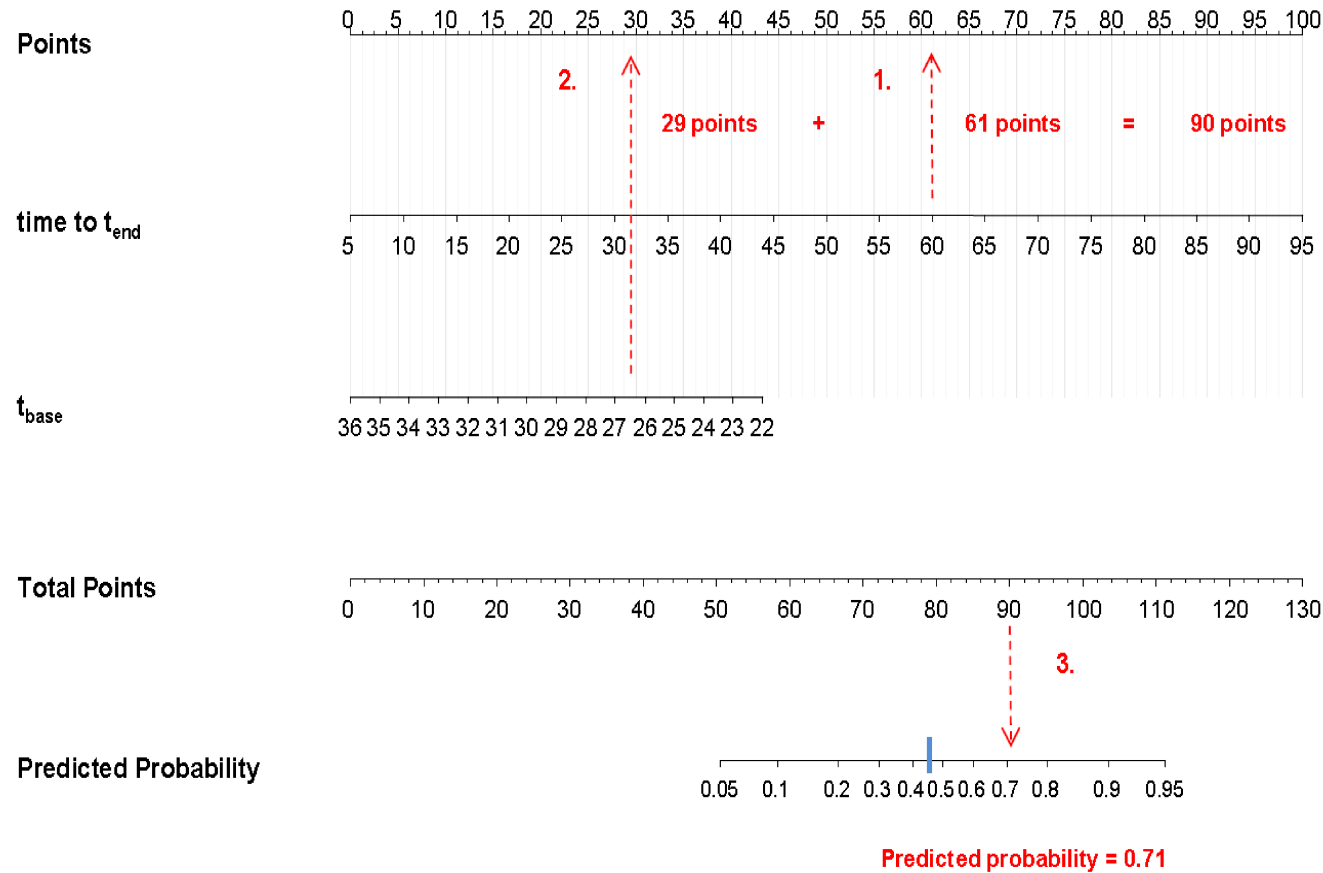 0 5 10 15 20 25 30 35 40 45 50 55 60 65 70 75 80 85 90 95 100
Points
2. 1.
29 points + 61 points = 90 points
time to tend
5 10 15 20 25 30 35 40 45 50 55 60 65 70 75 80 85 90 95
tbase
36 35 34 33 32 31 30 29 28 27 26 25 24 23 22
Total Points
0 10 20 30 40 50 60 70 80 90 100 110 120 130
3.
Predicted Probability
0.05 0.1 0.2 0.3 0.4 0.5 0.6 0.7 0.8 0.9 0.95
Predicted probability = 0.71